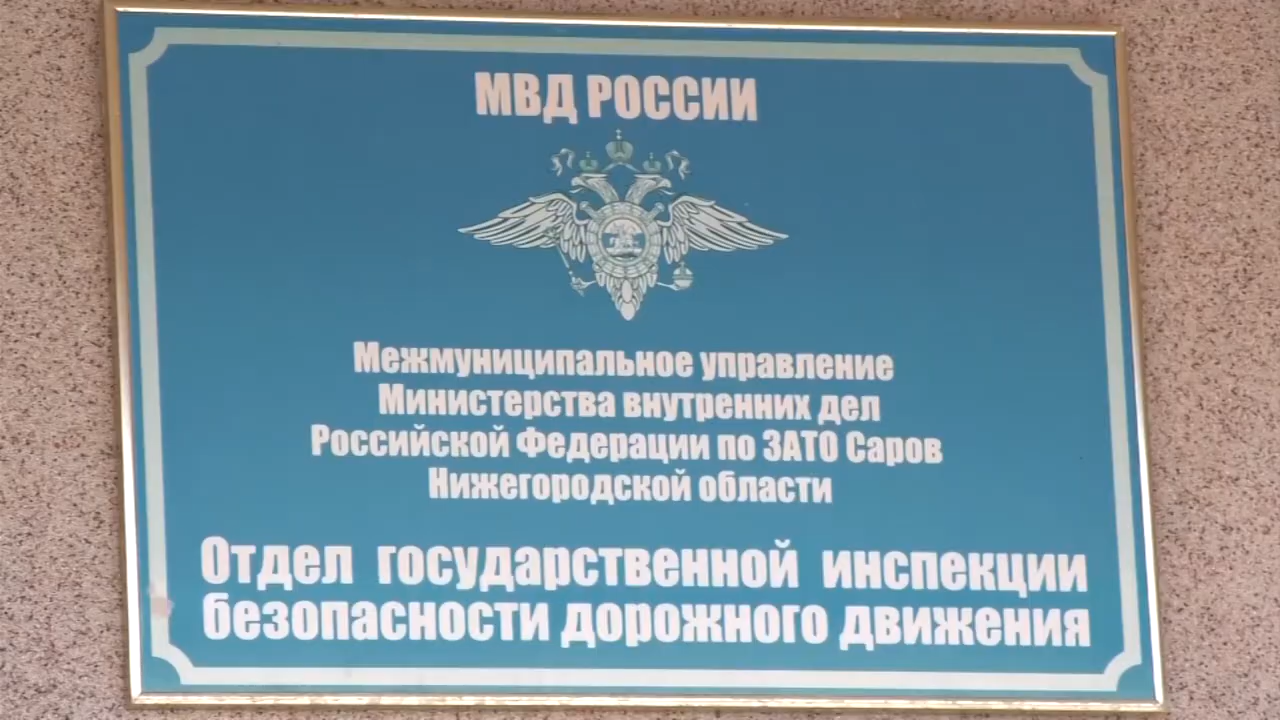 МВД РОССИИ
Межмуниципальное управление
Министерства внутренних дел
Российской Федерации по ЗАТО Саров
Нижегородской области
Отдел государственной инспекции
безопасности дорожного движения